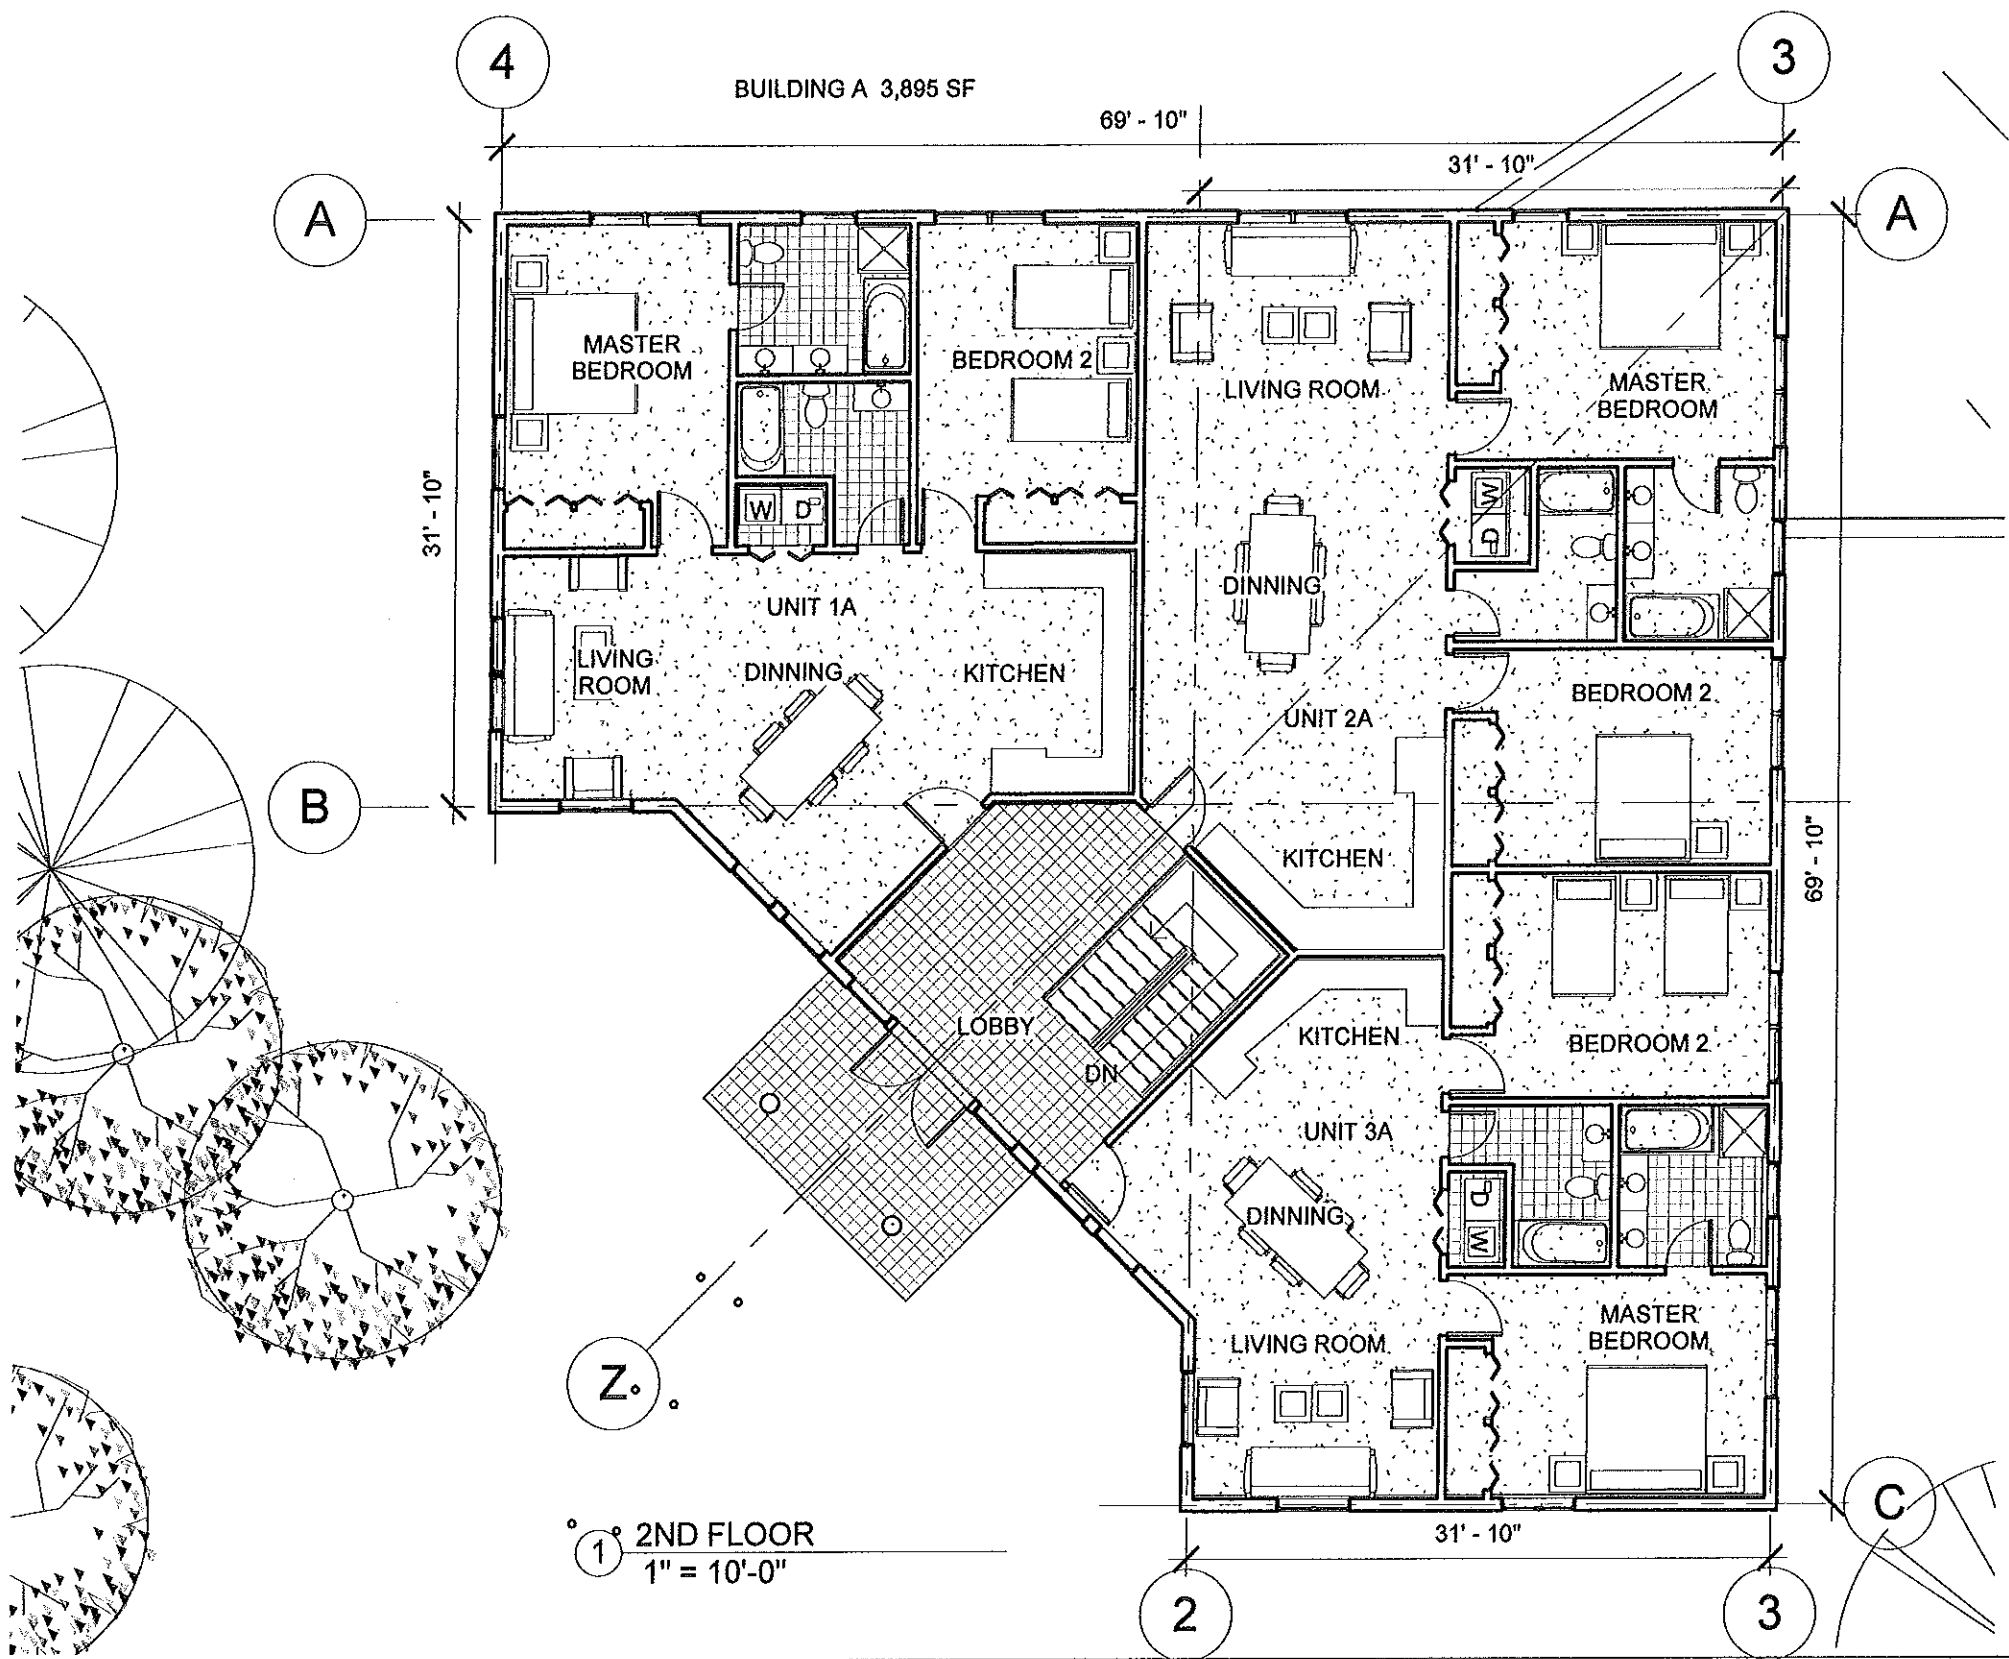 4
3
BUILDING A 3,895 SF
69' - 10"
31' - 10"
A
A
MASTER
BEDROOM
BEDROOM 2
LIVING ROOM
MASTER
BEDROOM
31' - 10"
W D
W
D
UNIT 1A
DINNING
LIVING
ROOM
DINNING
KITCHEN
BEDROOM 2
UNIT 2A
B
KITCHEN
69' - 10"
LOBBY
KITCHEN
BEDROOM 2
DN
UNIT 3A
D
W
DINNING
MASTER
BEDROOM
LIVING ROOM
Z
C
1 2ND FLOOR
1" = 10'-0"
31' - 10"
2
3